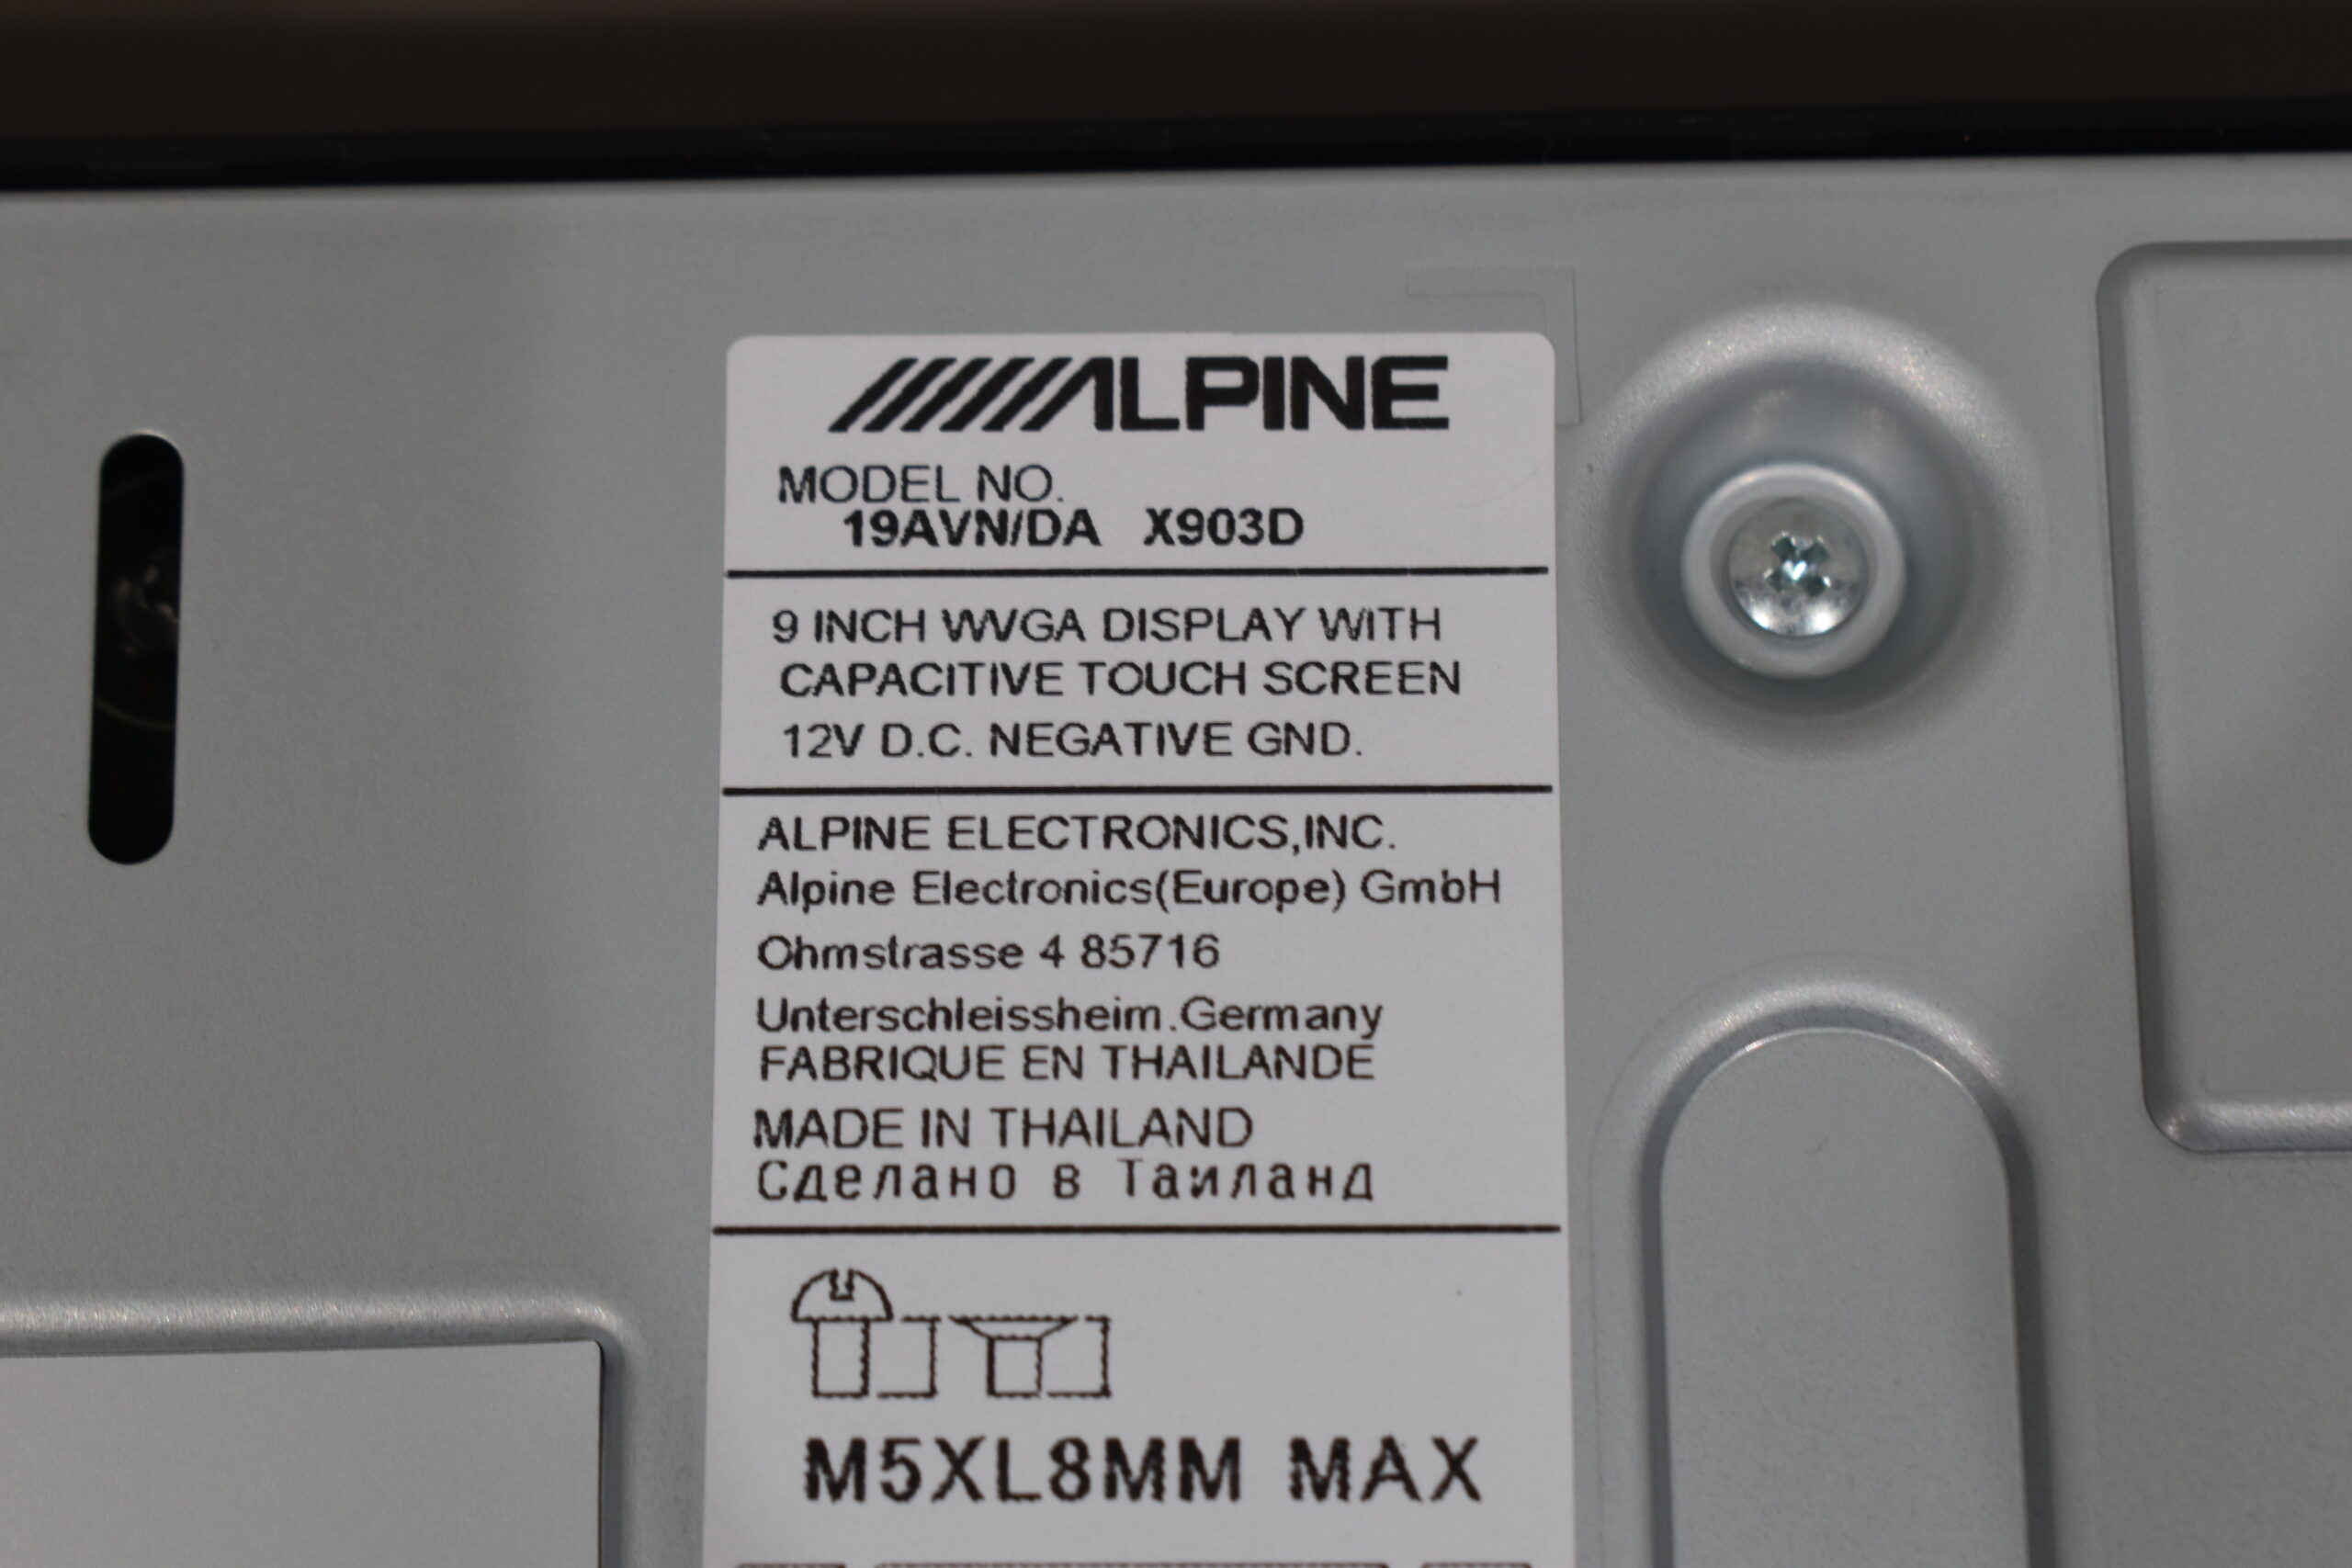 ALPINE
MODEL NO.
19AVN/DA X903D
9 INCH WVGA DISPLAY WITH
CAPACITIVE TOUCH SCREEN
12V D.C. NEGATIVE GND.
ALPINE ELECTRONICS,INC.
Alpine Electronics(Europe) GmbH
Ohmstrasse 4 85716
Unterschleissheim.Germany
FABRIQUE EN THAILANDE
MADE IN THAILAND
Сделано в Таиланд
M5XL8MM MAX